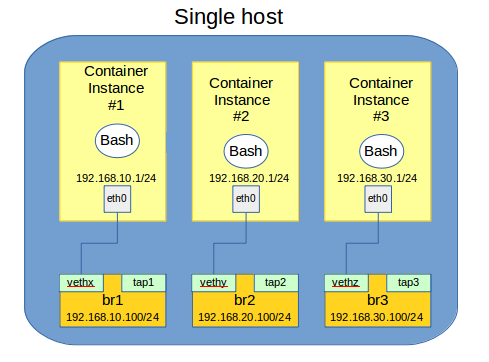 Single host
Container
Instance
#1
Bash
192.168.10.1/24
eth0
Container
Instance
#2
Bash
192.168.20.1/24
eth0
Container
Instance
#3
Bash
192.168.30.1/24
eth0
vethx
tap1
br1
192.168.10.100/24
vethy
tap2
br2
192.168.20.100/24
vethz
tap3
br3
192.168.30.100/24